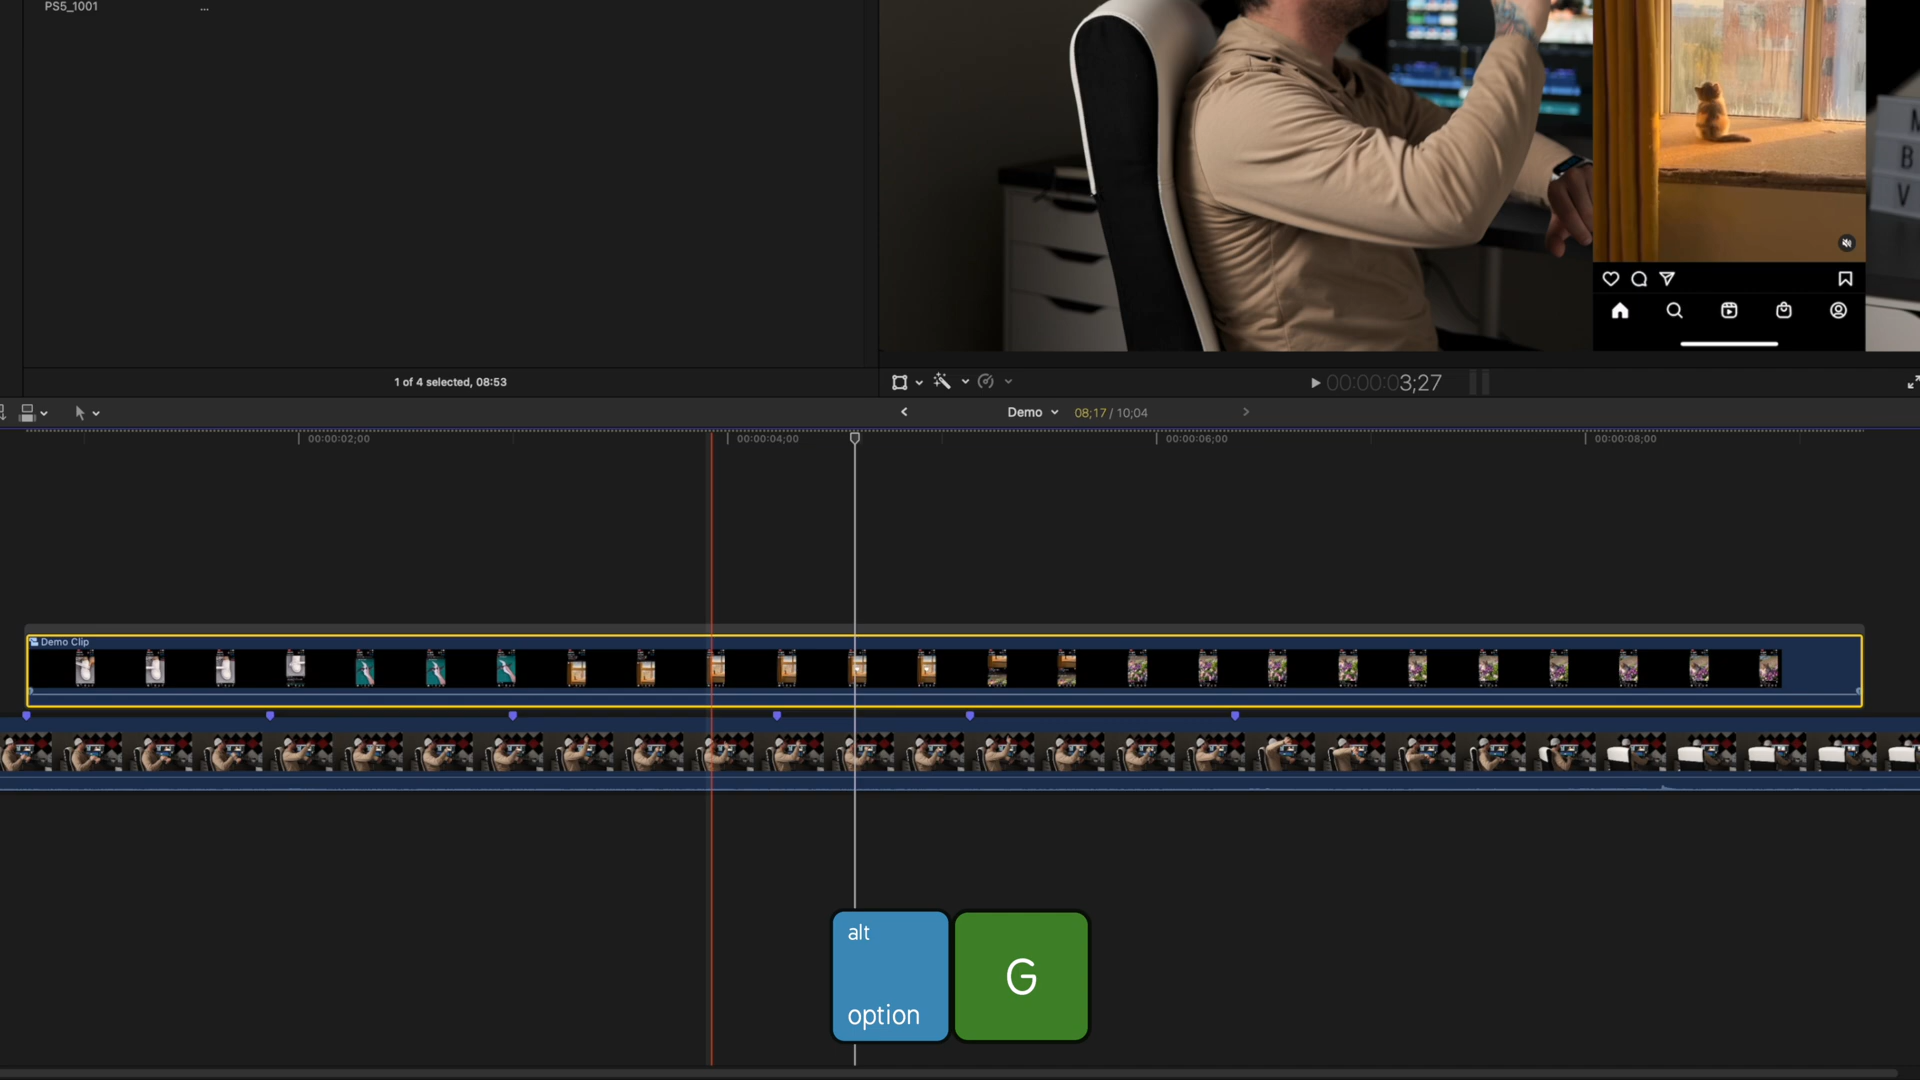 PS5_1001 ...
B
V
1 of 4 selected, 08:53
00:00:03;27
Demo 08;17 / 10;04
00:00:02;00 00:00:04;00 00:00:06;00 00:00:08;00
Demo Clip
alt
option
G